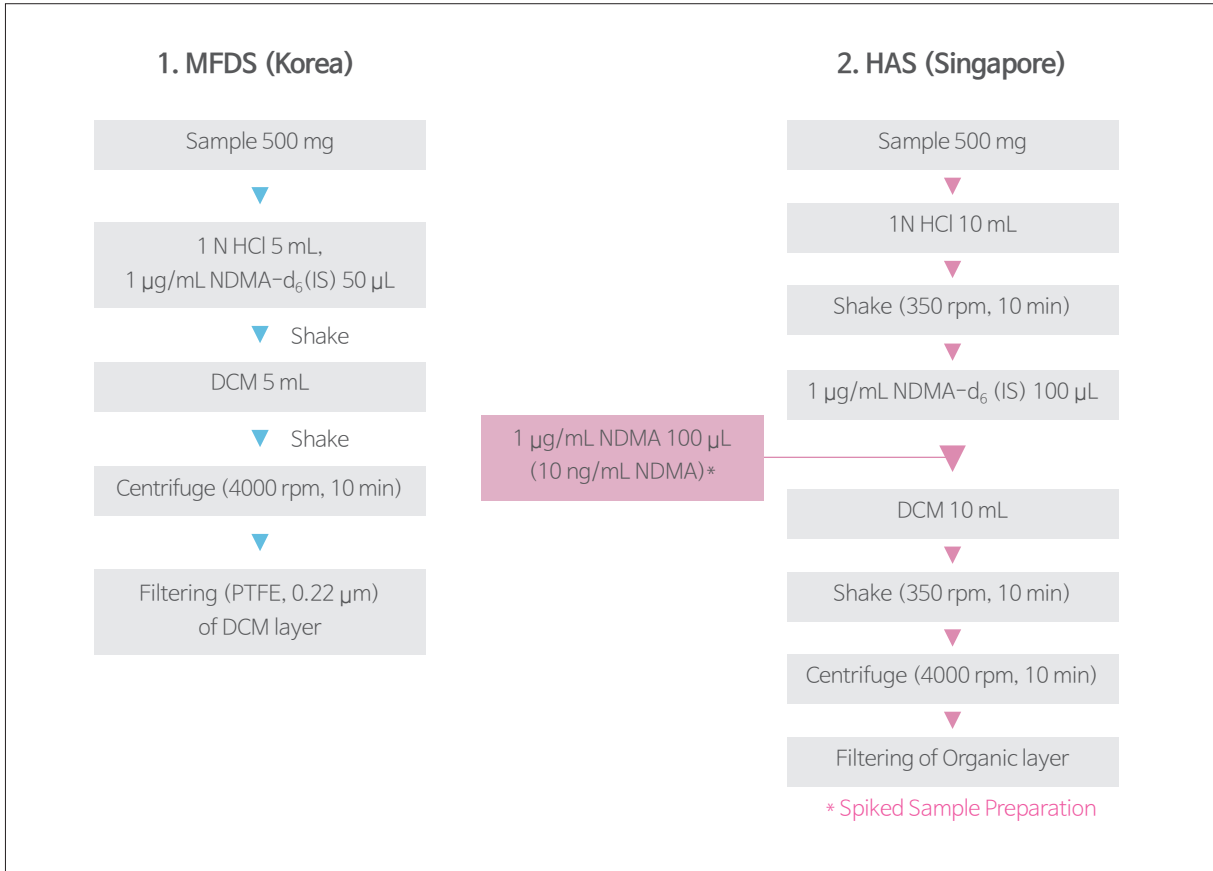 1. MFDS (Korea)
Sample 500 mg
1 N HCl 5 mL,
1 µg/mL NDMA-d₆(IS) 50 µL
Shake
DCM 5 mL
Shake
Centrifuge (4000 rpm, 10 min)
Filtering (PTFE, 0.22 µm)
of DCM layer
2. HAS (Singapore)
Sample 500 mg
1N HCl 10 mL
Shake (350 rpm, 10 min)
1 µg/mL NDMA-d₆ (IS) 100 µL
1 µg/mL NDMA 100 µL
(10 ng/mL NDMA)*
DCM 10 mL
Shake (350 rpm, 10 min)
Centrifuge (4000 rpm, 10 min)
Filtering of Organic layer
* Spiked Sample Preparation